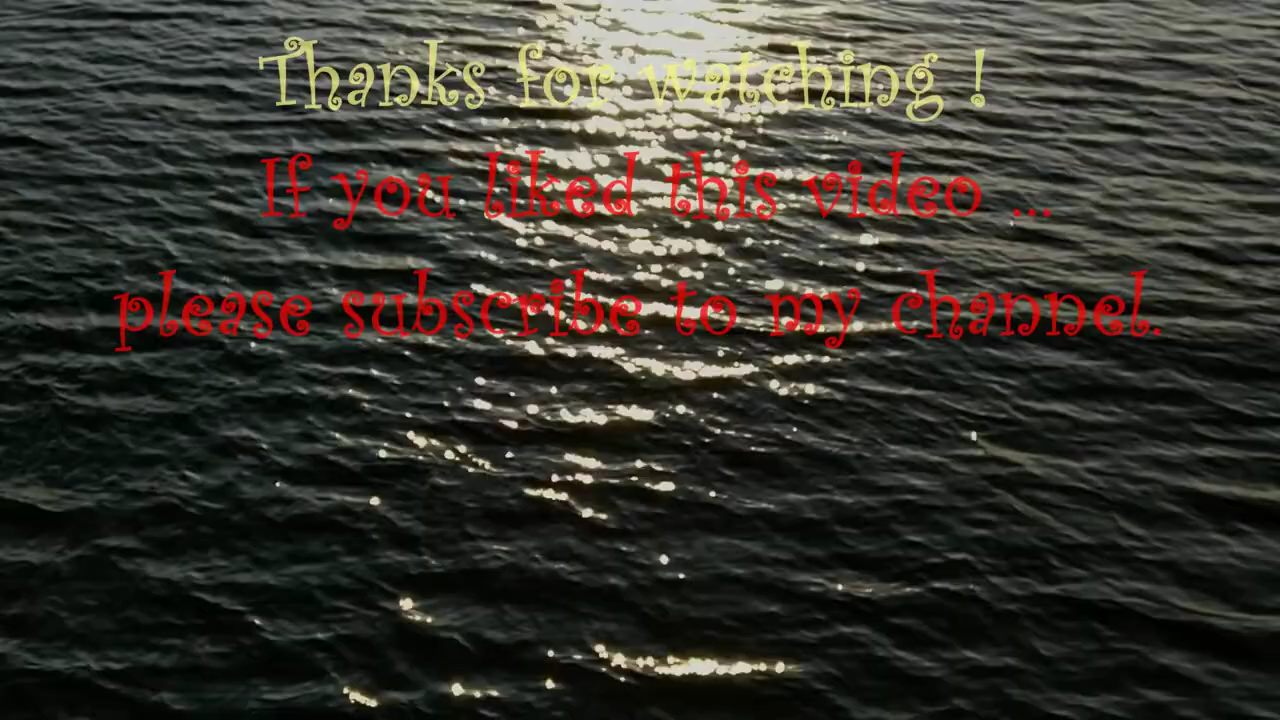 Thanks for watching !
If you liked this video ...
please subscribe to my channel.